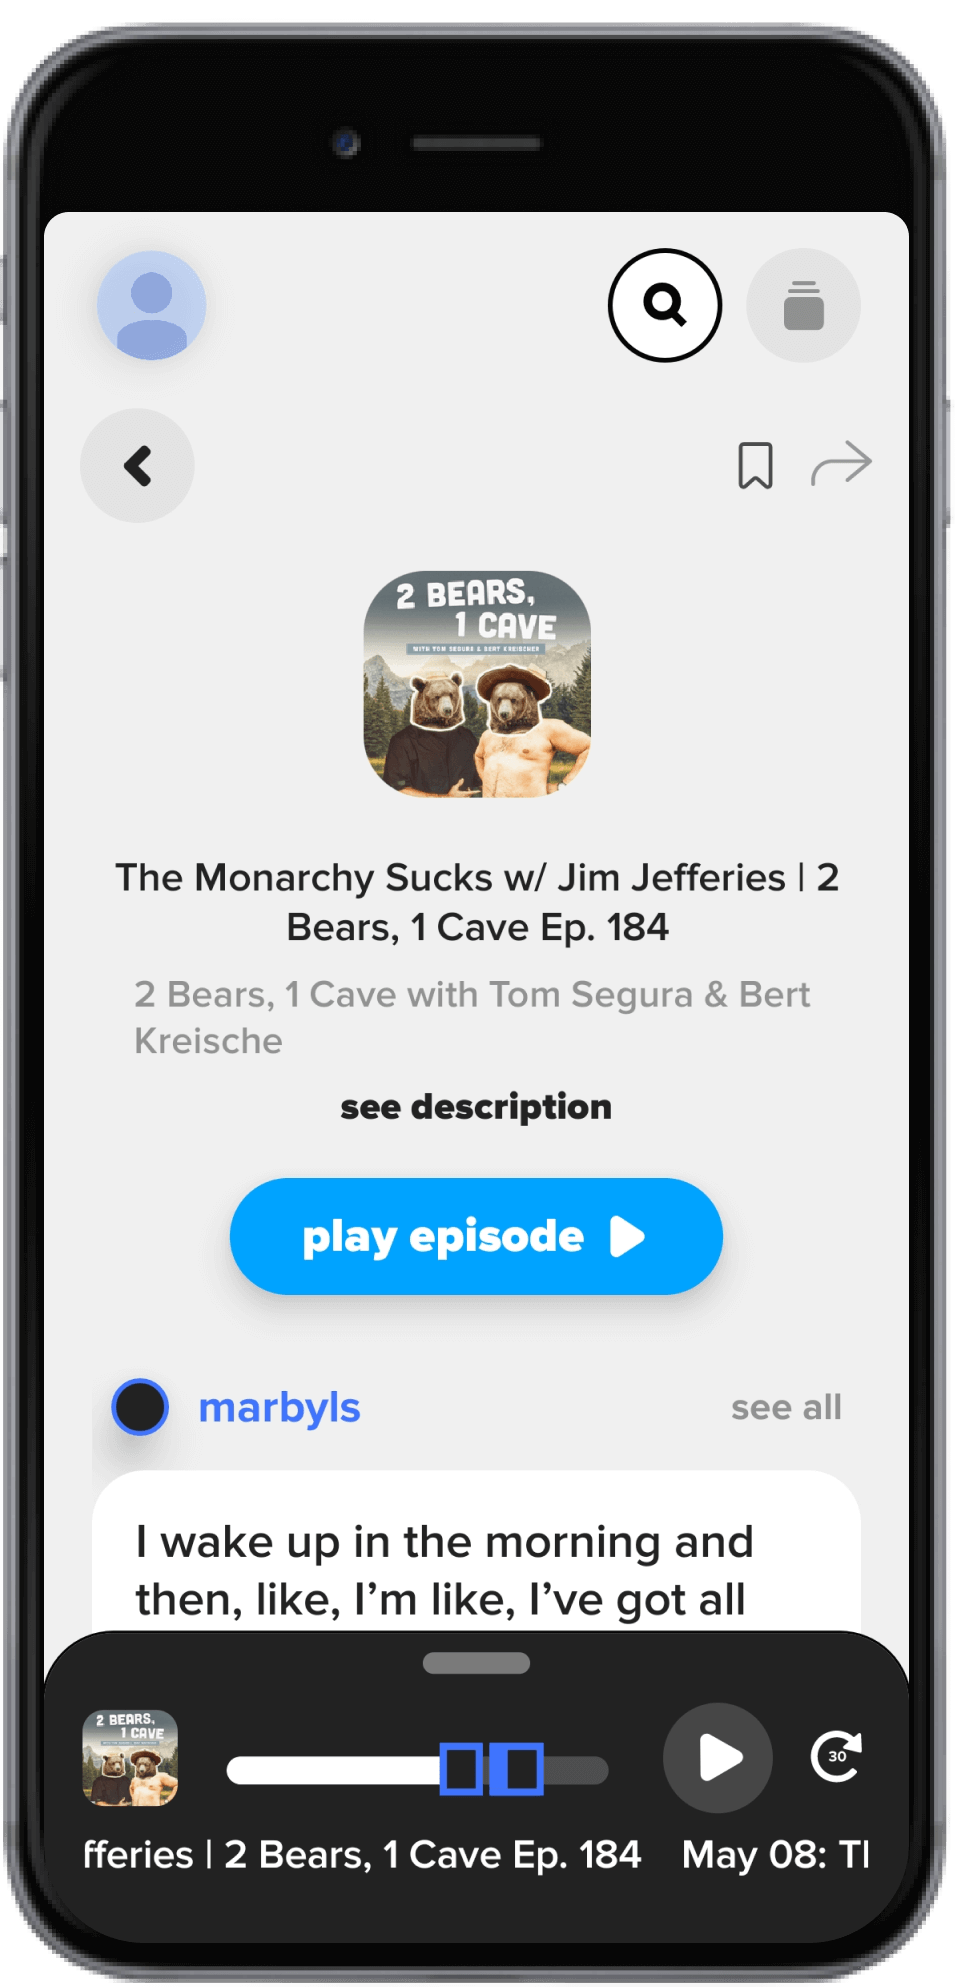 2 BEARS,
1 CAVE
WITH TOM SEGURA & BERT KREISCHER
The Monarchy Sucks w/ Jim Jefferies | 2
Bears, 1 Cave Ep. 184
2 Bears, 1 Cave with Tom Segura & Bert
Kreische
see description
play episode
marbyls
see all
I wake up in the morning and
then, like, I’m like, I’ve got all
2 BEARS,
1 CAVE
30
fferies | 2 Bears, 1 Cave Ep. 184 May 08: Tl